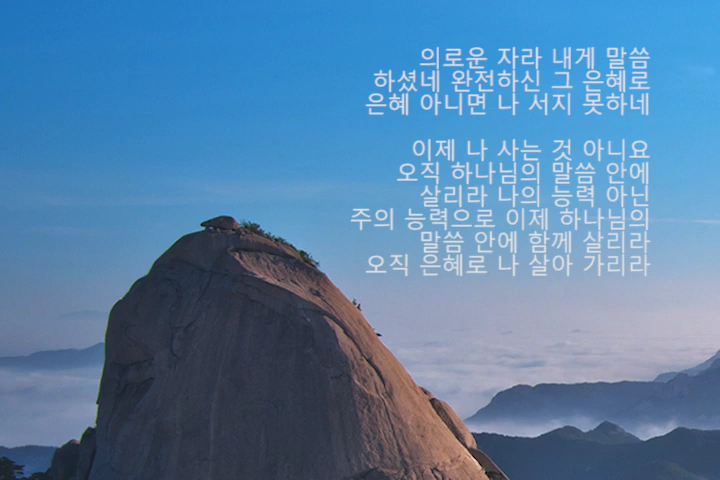 의로운 자라 내게 말씀
하셨네 완전하신 그 은혜로
은혜 아니면 나 서지 못하네
이제 나 사는 것 아니요
오직 하나님의 말씀 안에
살리라 나의 능력 아닌
주의 능력으로 이제 하나님의
말씀 안에 함께 살리라
오직 은혜로 나 살아 가리라